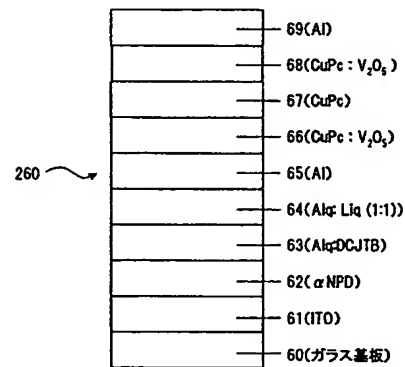 69(Al)
68(CuPc : V₂O₅)
67(CuPc)
66(CuPc : V₂O₅)
65(Al)
260
64(Alq: Liq (1:1))
63(Alq:DCJTB)
62(αNPD)
61(ITO)
60(ガラス基板)